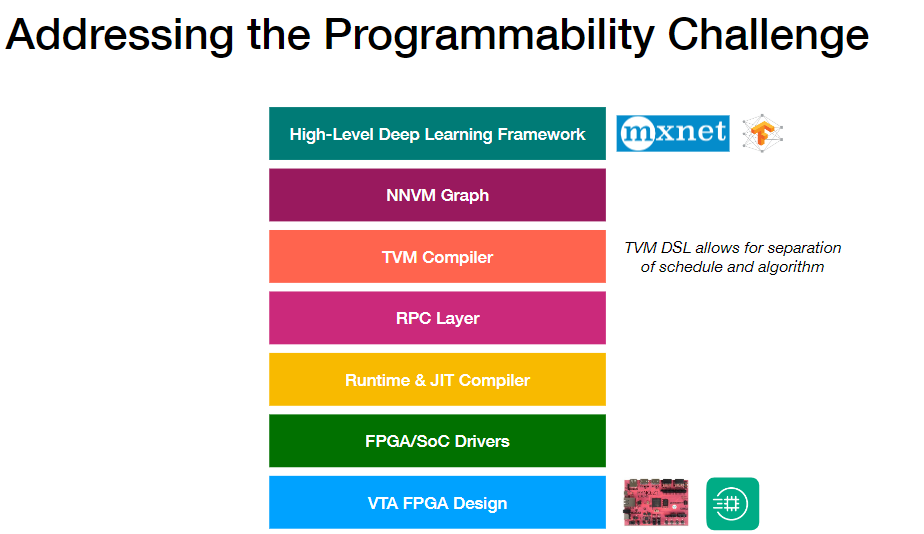 Addressing the Programmability Challenge
High-Level Deep Learning Framework
mxnet
NNVM Graph
TVM Compiler
TVM DSL allows for separation
of schedule and algorithm
RPC Layer
Runtime & JIT Compiler
FPGA/SoC Drivers
VTA FPGA Design